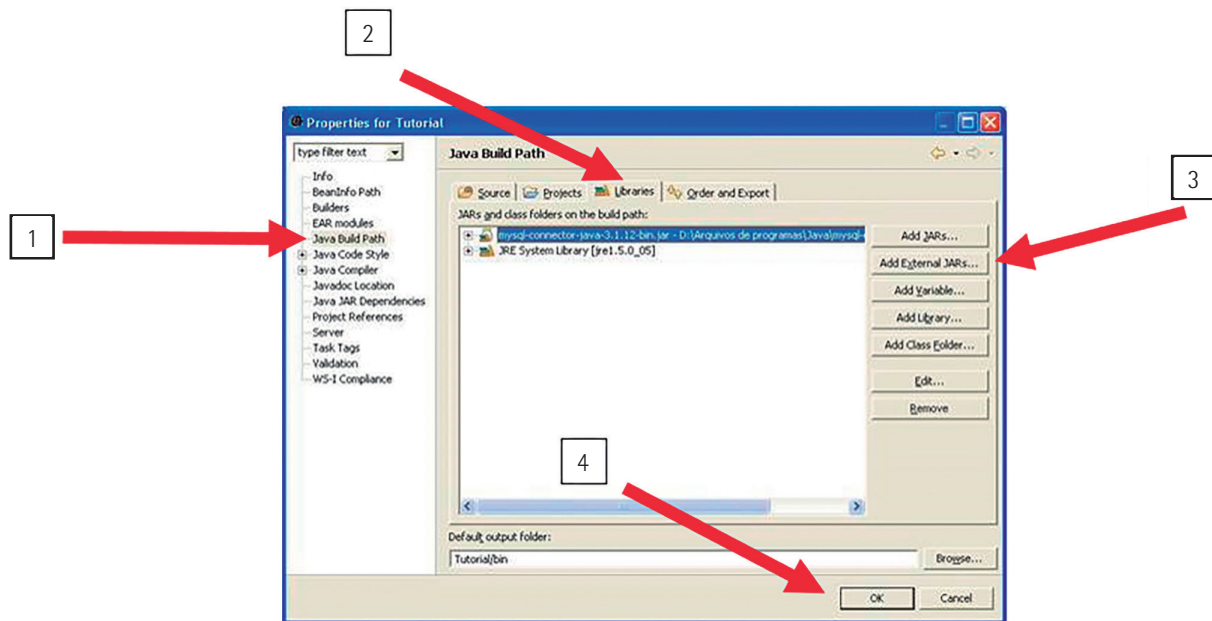 2
Properties for Tutorial
type filter text
Java Build Path
Info
BeanInfo Path
Builders
EAR modules
Java Build Path
Java Code Style
Java Compiler
Javadoc Location
Java JAR Dependencies
Project References
Server
Task Tags
Validation
WS-I Compliance
Source Projects Libraries Order and Export
JARs and class folders on the build path:
mysql-connector-java-3.1.12-bin.jar - D:\Arquivos de programas\Java\mysql-
JRE System Library [jre1.5.0_05]
Add JARs...
Add External JARs...
Add Variable...
Add Library...
Add Class Folder...
Edit...
Remove
3
1
4
Default output folder:
Tutorial/bin
Browse...
OK Cancel